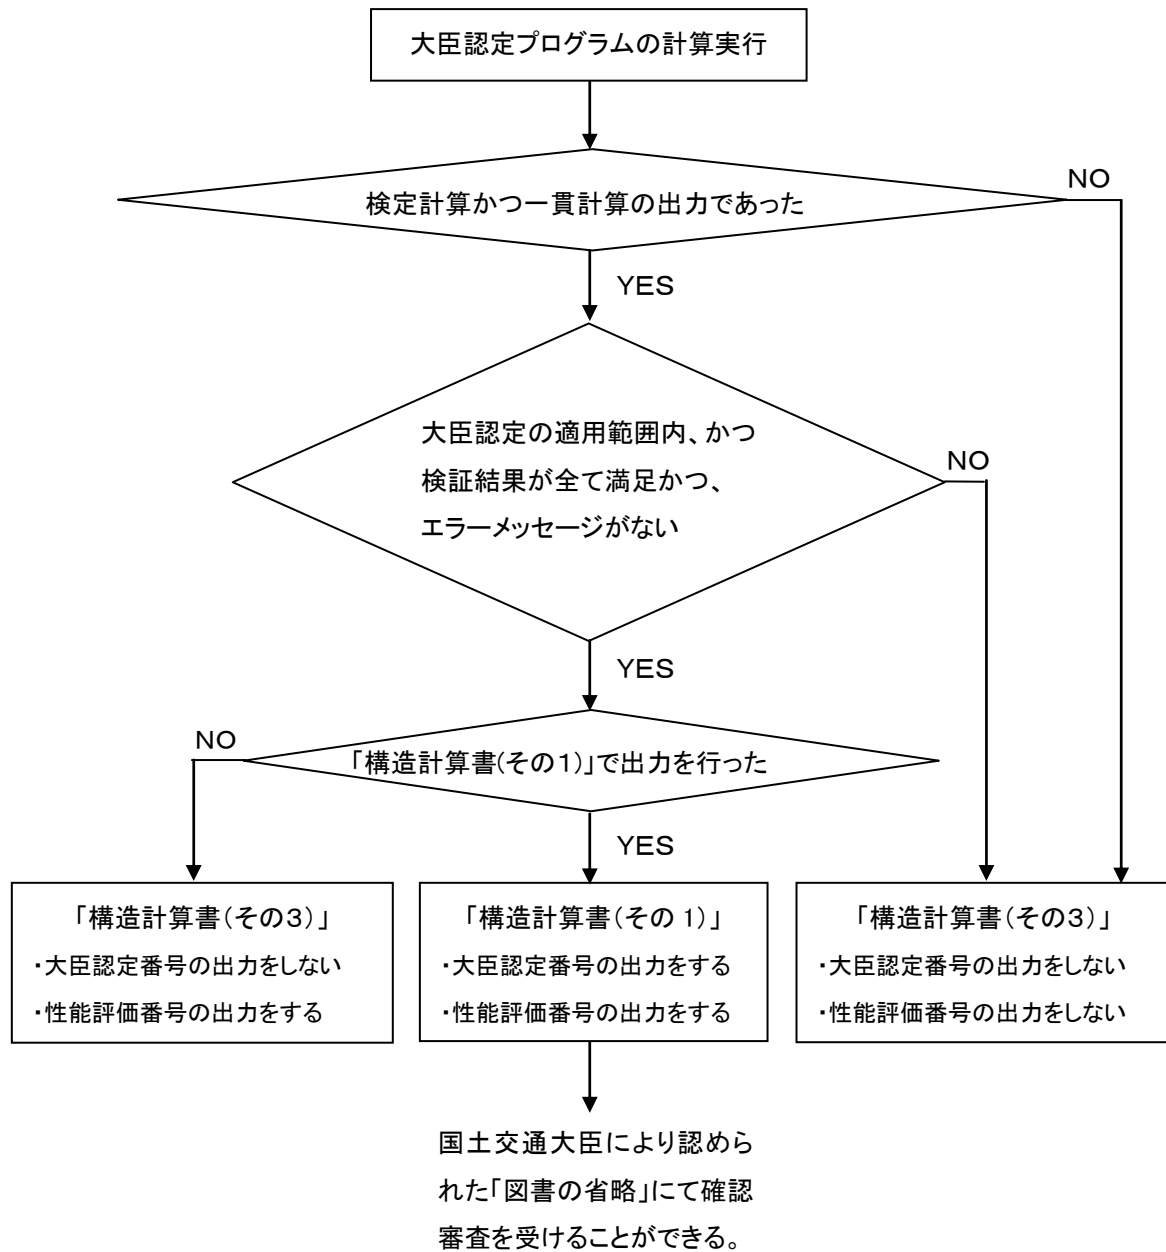 大臣認定プログラムの計算実行
検定計算かつ一貫計算の出力であった
NO
YES
大臣認定の適用範囲内、かつ
検証結果が全て満足かつ、
エラーメッセージがない
NO
YES
「構造計算書(その1)」で出力を行った
NO
YES
「構造計算書(その3)」
・大臣認定番号の出力をしない
・性能評価番号の出力をする
「構造計算書(その 1)」
・大臣認定番号の出力をする
・性能評価番号の出力をする
「構造計算書(その3)」
・大臣認定番号の出力をしない
・性能評価番号の出力をしない
国土交通大臣により認めら
れた「図書の省略」にて確認
審査を受けることができる。